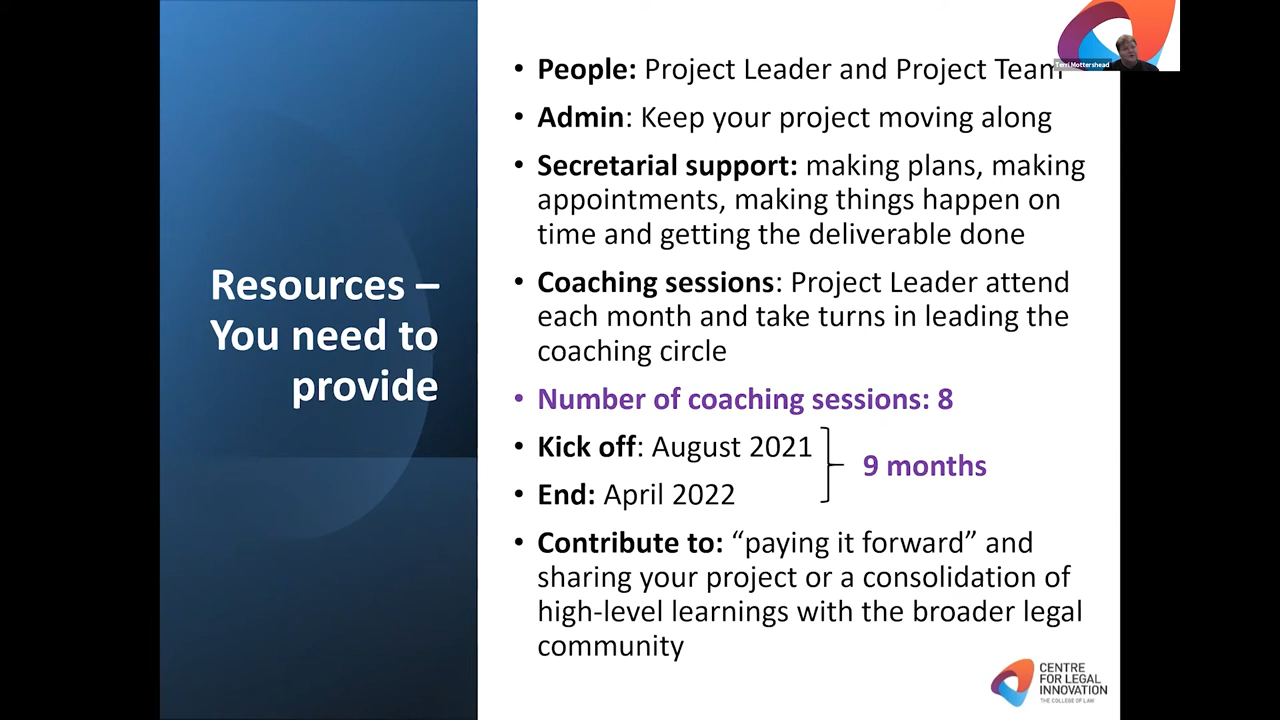 Resources –
You need to
provide
• People: Project Leader and Project Team
• Admin: Keep your project moving along
• Secretarial support: making plans, making
appointments, making things happen on
time and getting the deliverable done
• Coaching sessions: Project Leader attend
each month and take turns in leading the
coaching circle
• Number of coaching sessions: 8
• Kick off: August 2021
• End: April 2022
9 months
• Contribute to: “paying it forward” and
sharing your project or a consolidation of
high-level learnings with the broader legal
community
Terri Mottershead
CENTRE
FOR LEGAL
INNOVATION
THE COLLEGE OF LAW